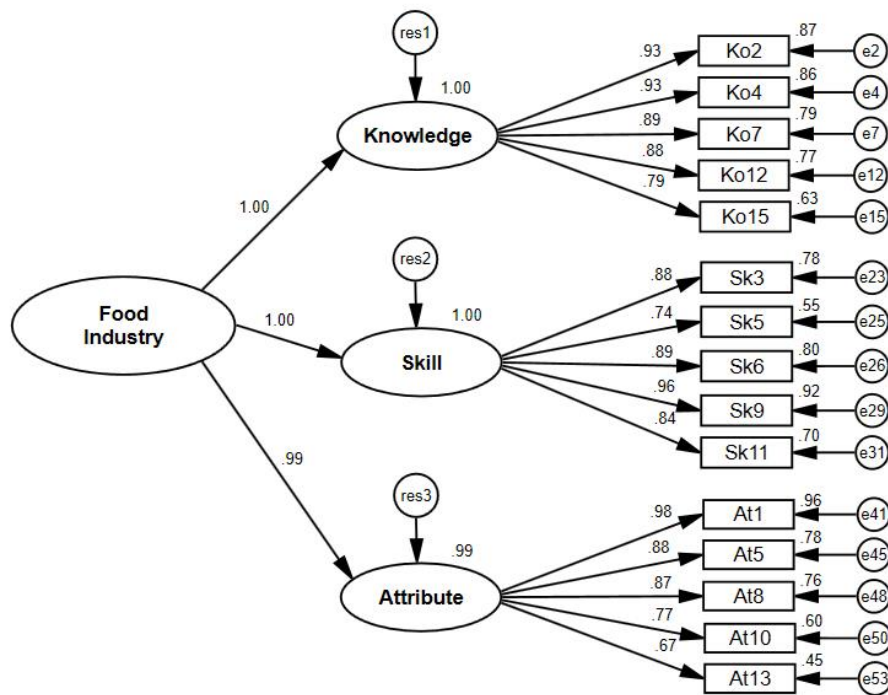 res1
1.00
Knowledge
.93
.93
.89
.88
.79
Ko2
.87
e2
Ko4
.86
e4
Ko7
.79
e7
Ko12
.77
e12
Ko15
.63
e15
1.00
Food
Industry
1.00
.99
res2
1.00
Skill
.88
.74
.89
.96
.84
Sk3
.78
e23
Sk5
.55
e25
Sk6
.80
e26
Sk9
.92
e29
Sk11
.70
e31
res3
.99
Attribute
.98
.88
.87
.77
.67
At1
.96
e41
At5
.78
e45
At8
.76
e48
At10
.60
e50
At13
.45
e53